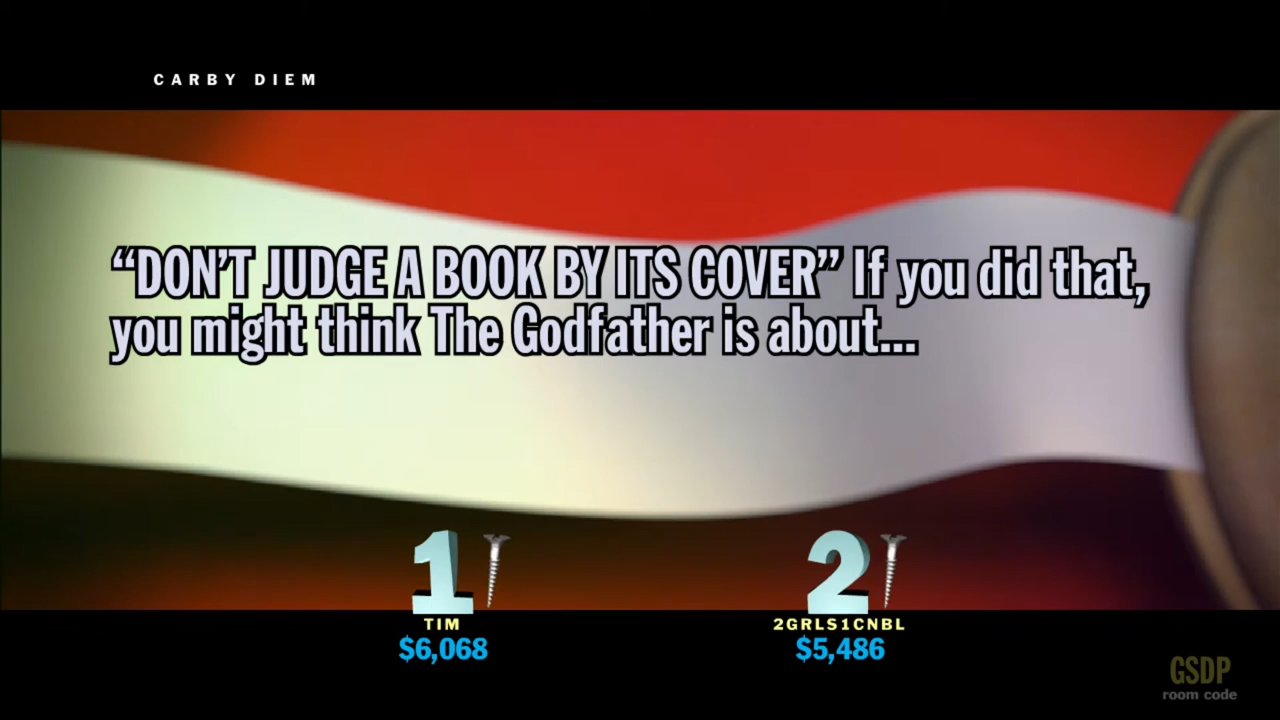 CARBY DIEM
“DON’T JUDGE A BOOK BY ITS COVER” If you did that,
you might think The Godfather is about...
1
2
TIM
2GRLS1CNBL
$6,068
$5,486
GSDP
room code